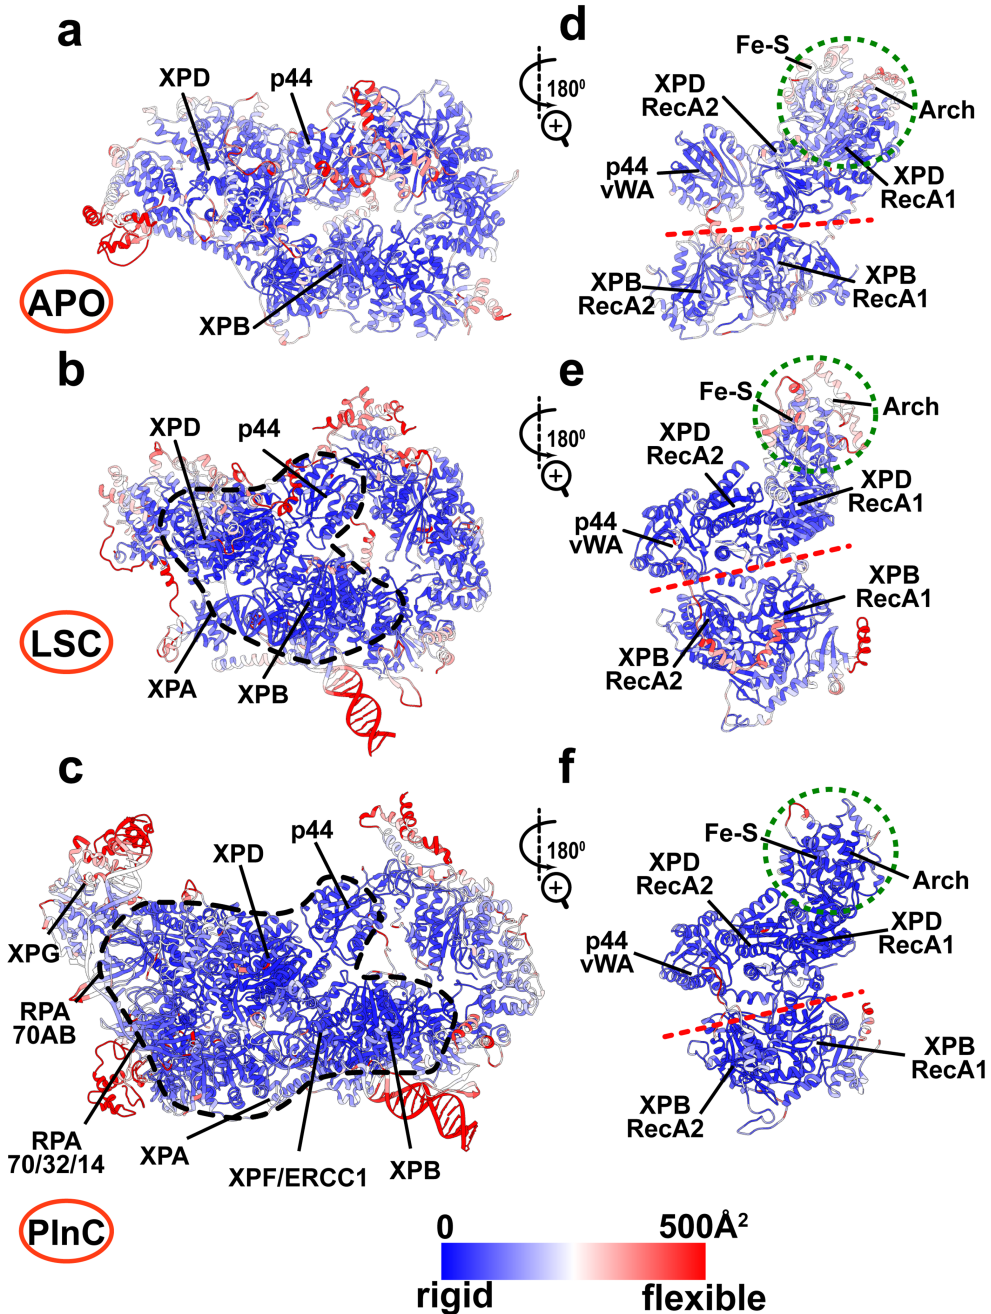 a
XPD
p44
XPB
APO
d
180⁰
Fe-S
XPD
RecA2
Arch
p44
vWA
XPD
RecA1
XPB
RecA2
XPB
RecA1
b
XPD
p44
LSC
XPA
XPB
e
180⁰
Fe-S
Arch
XPD
RecA2
XPD
RecA1
p44
vWA
XPB
RecA1
XPB
RecA2
c
p44
XPD
XPG
RPA
70AB
RPA
70/32/14
XPA
XPF/ERCC1
XPB
PInC
f
180⁰
Fe-S
XPD
RecA2
Arch
XPD
RecA1
p44
vWA
XPB
RecA1
XPB
RecA2
0
500Å²
rigid
flexible